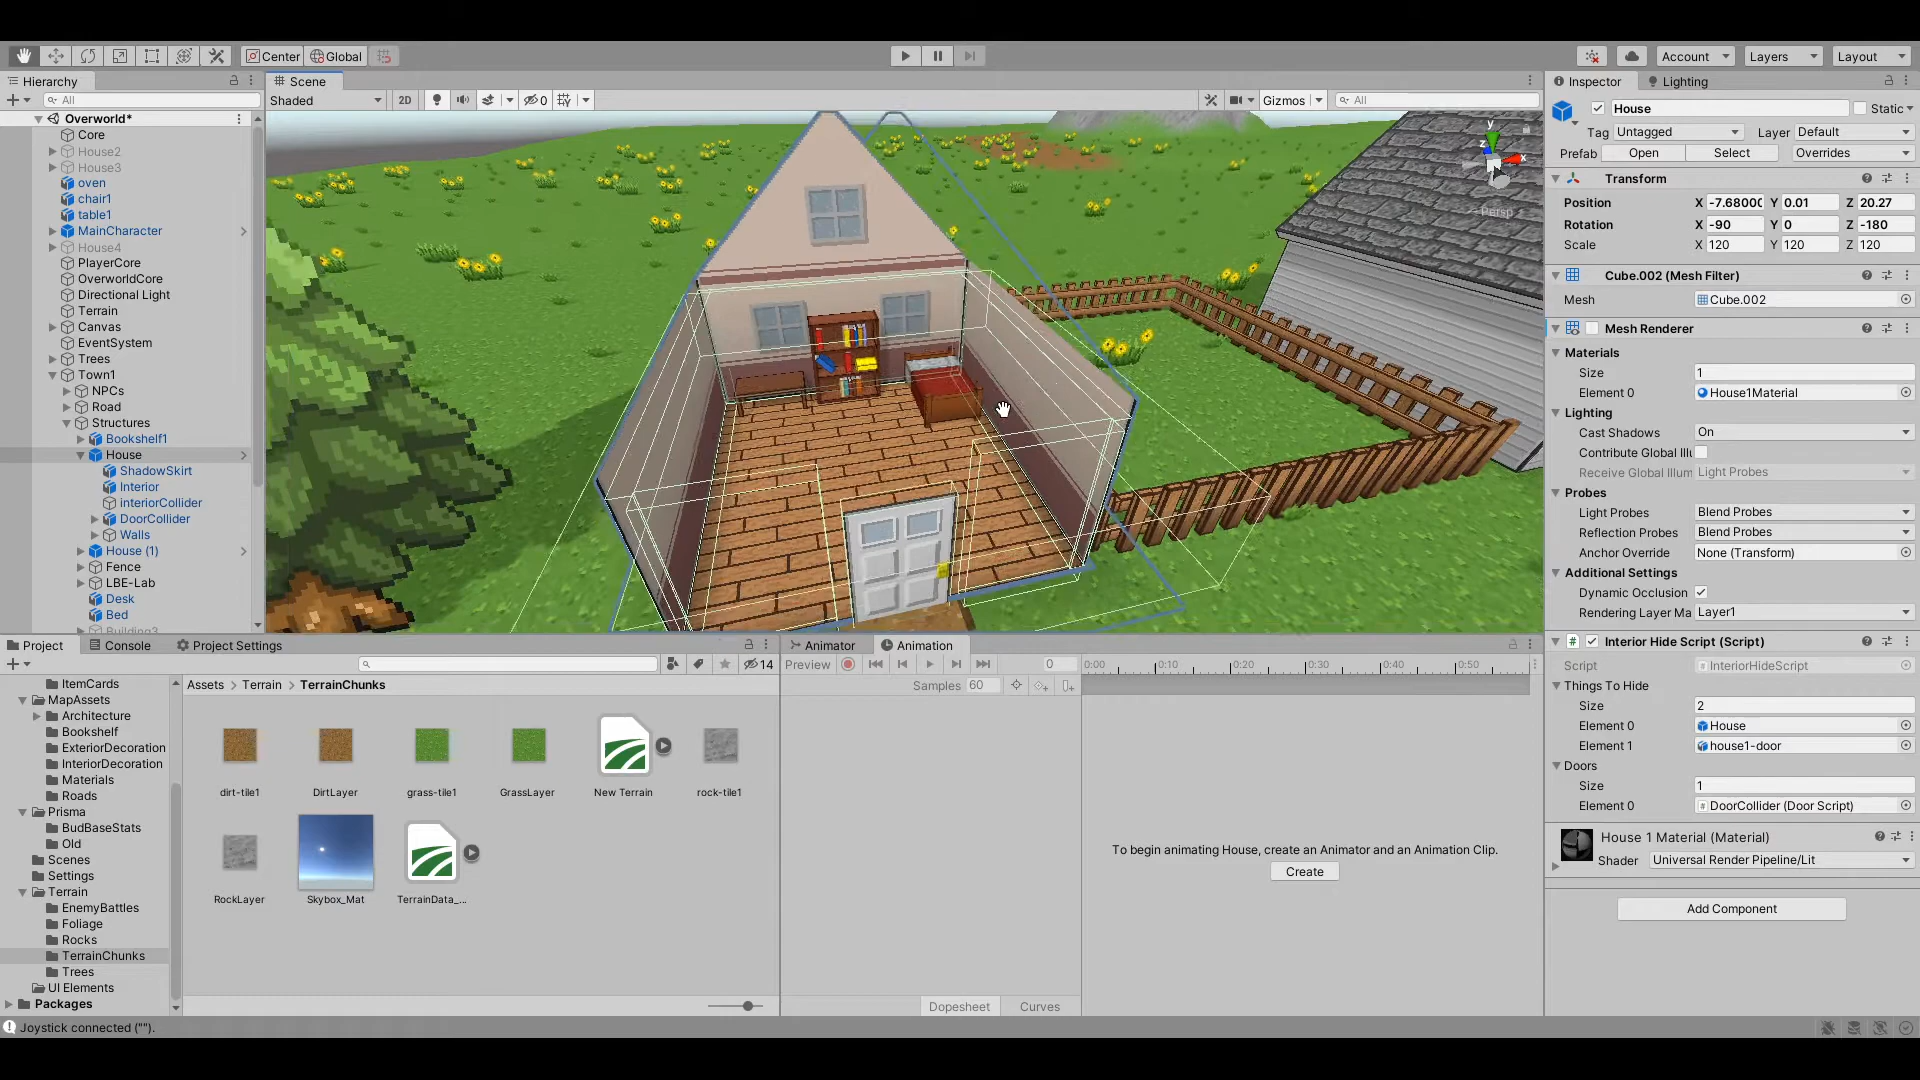 Center
Global
Account
Layers
Layout
Hierarchy
All
Overworld*
Core
House2
House3
oven
chair1
table1
MainCharacter
House4
PlayerCore
OverworldCore
Directional Light
Terrain
Canvas
EventSystem
Trees
Town1
NPCs
Road
Structures
Bookshelf1
House
ShadowSkirt
Interior
interiorCollider
DoorCollider
Walls
House (1)
Fence
LBE-Lab
Desk
Bed
Building3
Scene
Shaded
2D
0
Gizmos
All
y
z
x
Persp
Inspector
Lighting
House
Static
Tag Untagged
Layer Default
Prefab Open Select Overrides
Transform
Position X -7.6800( Y 0.01 Z 20.27
Rotation X -90 Y 0 Z -180
Scale X 120 Y 120 Z 120
Cube.002 (Mesh Filter)
Mesh Cube.002
Mesh Renderer
Materials
Size 1
Element 0 House1Material
Lighting
Cast Shadows On
Contribute Global Illu
Receive Global Illum Light Probes
Probes
Light Probes Blend Probes
Reflection Probes Blend Probes
Anchor Override None (Transform)
Additional Settings
Dynamic Occlusion
Rendering Layer Ma Layer1
Interior Hide Script (Script)
Script InteriorHideScript
Things To Hide
Size 2
Element 0 House
Element 1 house1-door
Doors
Size 1
Element 0 DoorCollider (Door Script)
House 1 Material (Material)
Shader Universal Render Pipeline/Lit
Add Component
Project
Console
Project Settings
14
ItemCards
MapAssets
Architecture
Bookshelf
ExteriorDecoration
InteriorDecoration
Materials
Roads
Prisma
BudBaseStats
Old
Scenes
Settings
Terrain
EnemyBattles
Foliage
Rocks
TerrainChunks
Trees
UI Elements
Packages
Assets > Terrain > TerrainChunks
dirt-tile1
DirtLayer
grass-tile1
GrassLayer
New Terrain
rock-tile1
RockLayer
Skybox_Mat
TerrainData_...
Animator
Animation
Preview
0
0:00 0:10 0:20 0:30 0:40 0:50
Samples 60
To begin animating House, create an Animator and an Animation Clip.
Create
Dopesheet
Curves
Joystick connected ("").